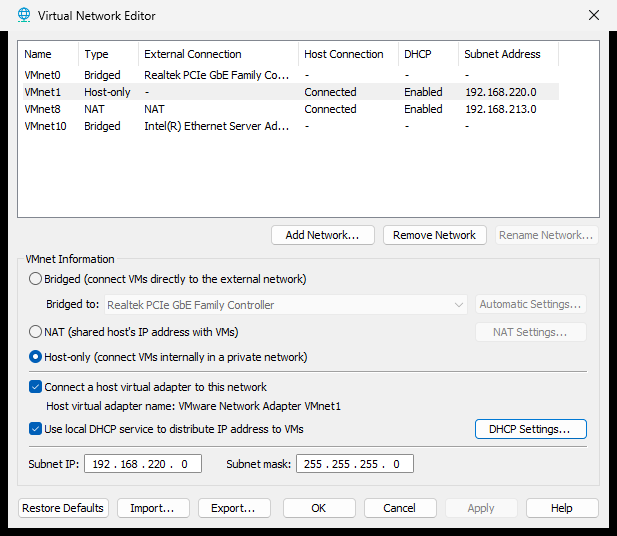 Virtual Network Editor
Name Type External Connection Host Connection DHCP Subnet Address
VMnet0 Bridged Realtek PCIe GbE Family Co... - - -
VMnet1 Host-only - Connected Enabled 192.168.220.0
VMnet8 NAT NAT Connected Enabled 192.168.213.0
VMnet10 Bridged Intel(R) Ethernet Server Ad... - - -
Add Network... Remove Network Rename Network...
VMnet Information
Bridged (connect VMs directly to the external network)
Bridged to: Realtek PCIe GbE Family Controller Automatic Settings...
NAT (shared host's IP address with VMs) NAT Settings...
Host-only (connect VMs internally in a private network)
Connect a host virtual adapter to this network
Host virtual adapter name: VMware Network Adapter VMnet1
Use local DHCP service to distribute IP address to VMs DHCP Settings...
Subnet IP: 192 . 168 . 220 . 0 Subnet mask: 255 . 255 . 255 . 0
Restore Defaults Import... Export... OK Cancel Apply Help